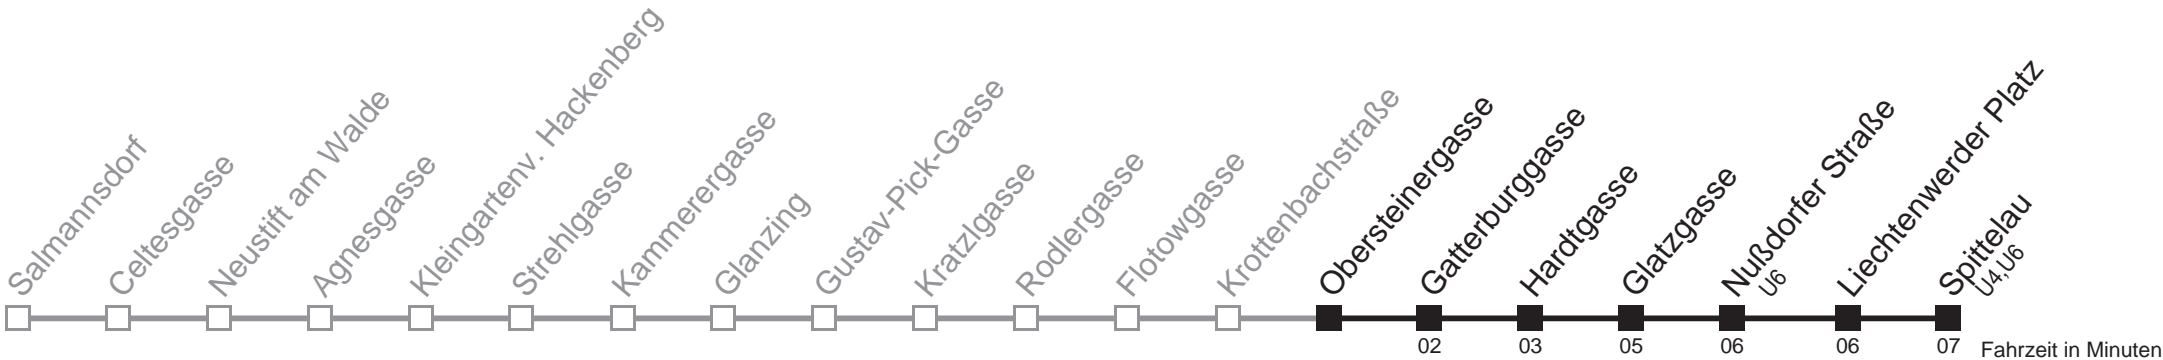 Salmannsdorf
Celtesgasse
Neustift am Walde
Agnesgasse
Kleingartenv. Hackenberg
Strehlgasse
Kammerergasse
Glanzing
Gustav-Pick-Gasse
Kratzlgasse
Rodlergasse
Flotowgasse
Krottenbachstraße
Obersteinergasse
Gatterburggasse
Hardtgasse
Glatzgasse
Nußdorfer Straße
U6
Liechtenwerder Platz
Spittelau
U4,U6
02
03
05
06
06
07
Fahrzeit in Minuten